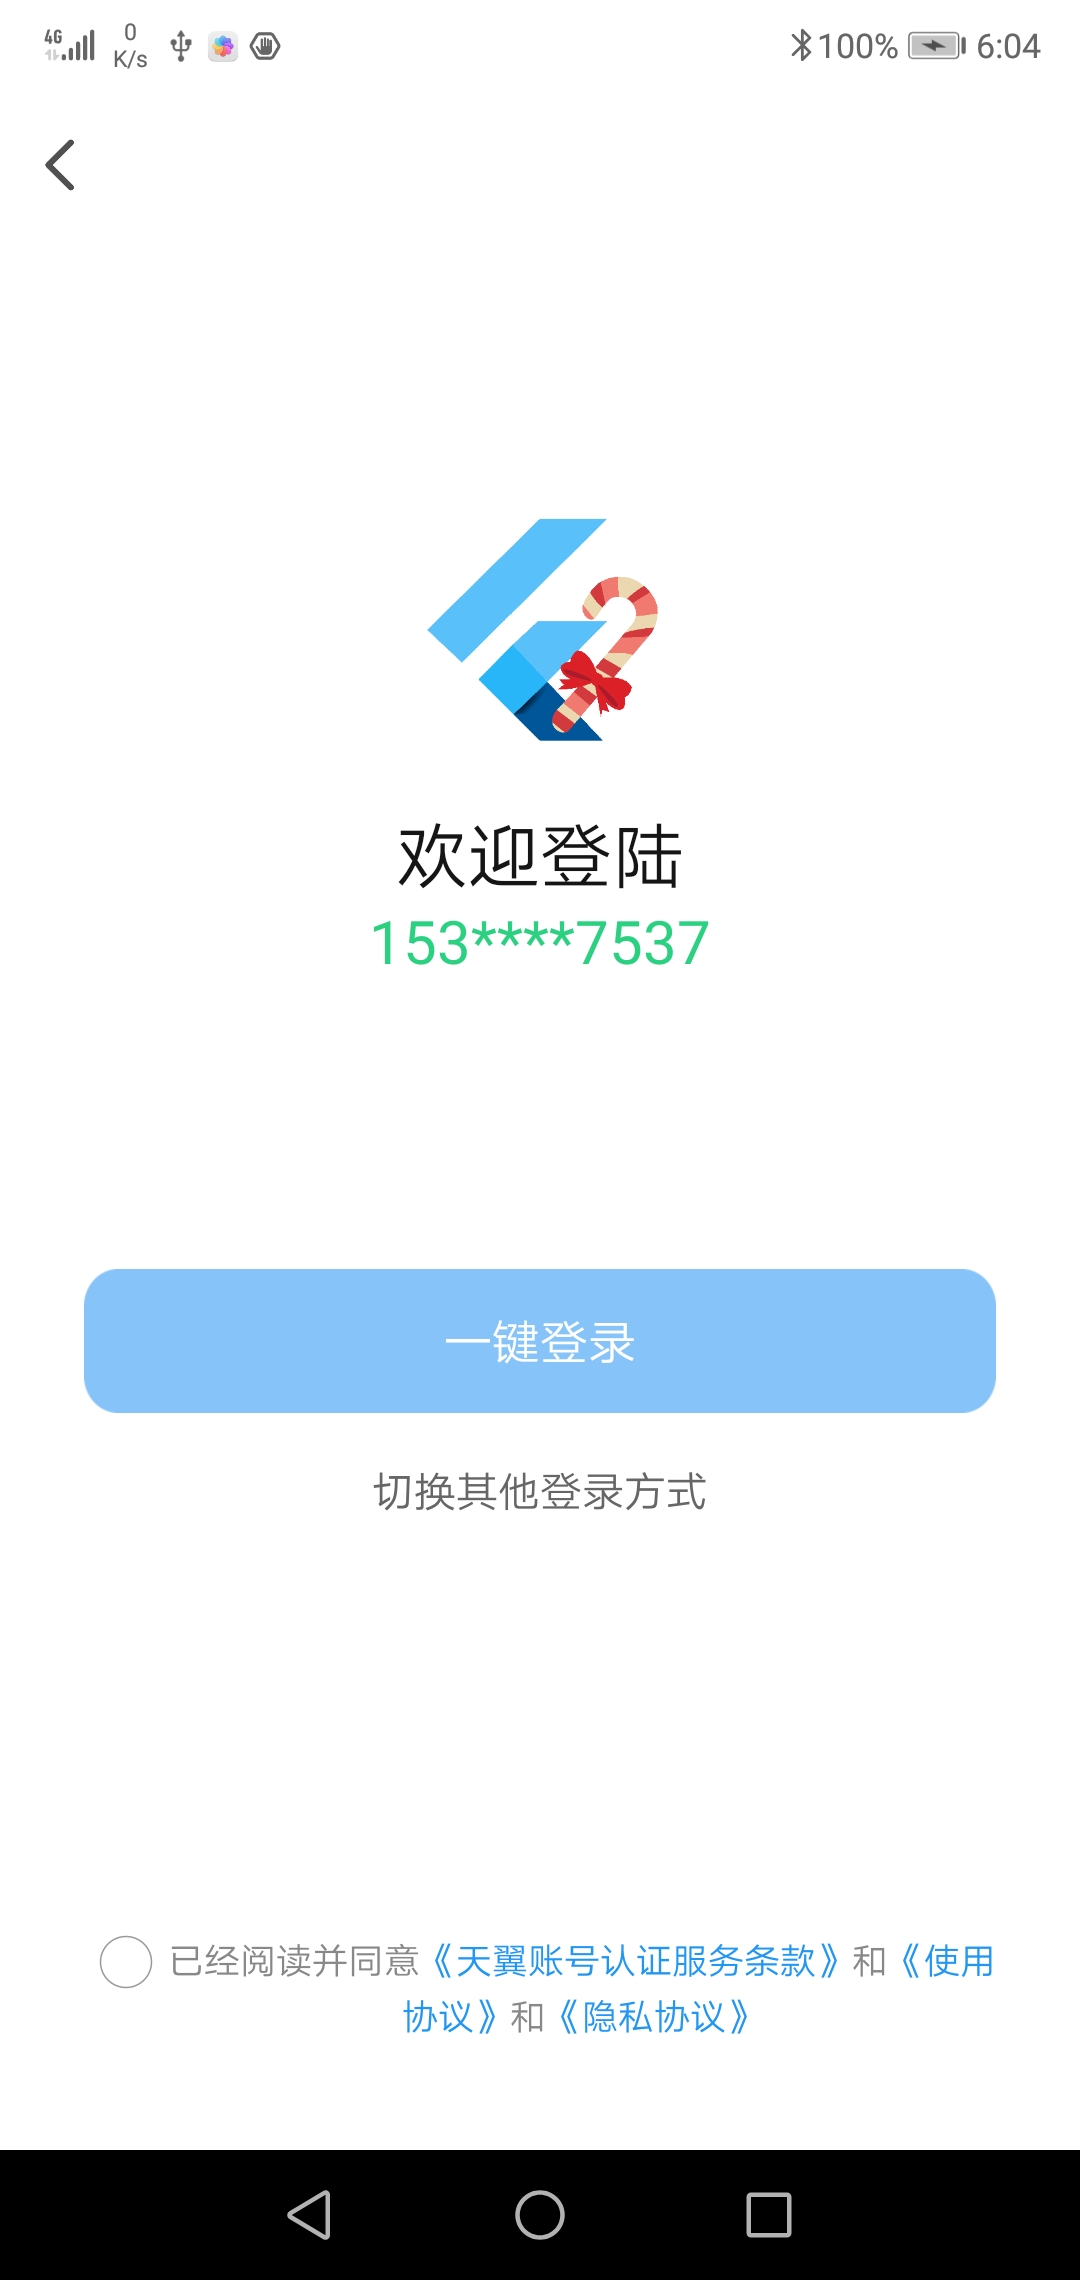 4G 0 K/s 100% 6:04
欢迎登陆
153****7537
一键登录
切换其他登录方式
已经阅读并同意《天翼账号认证服务条款》和《使用
协议》和《隐私协议》